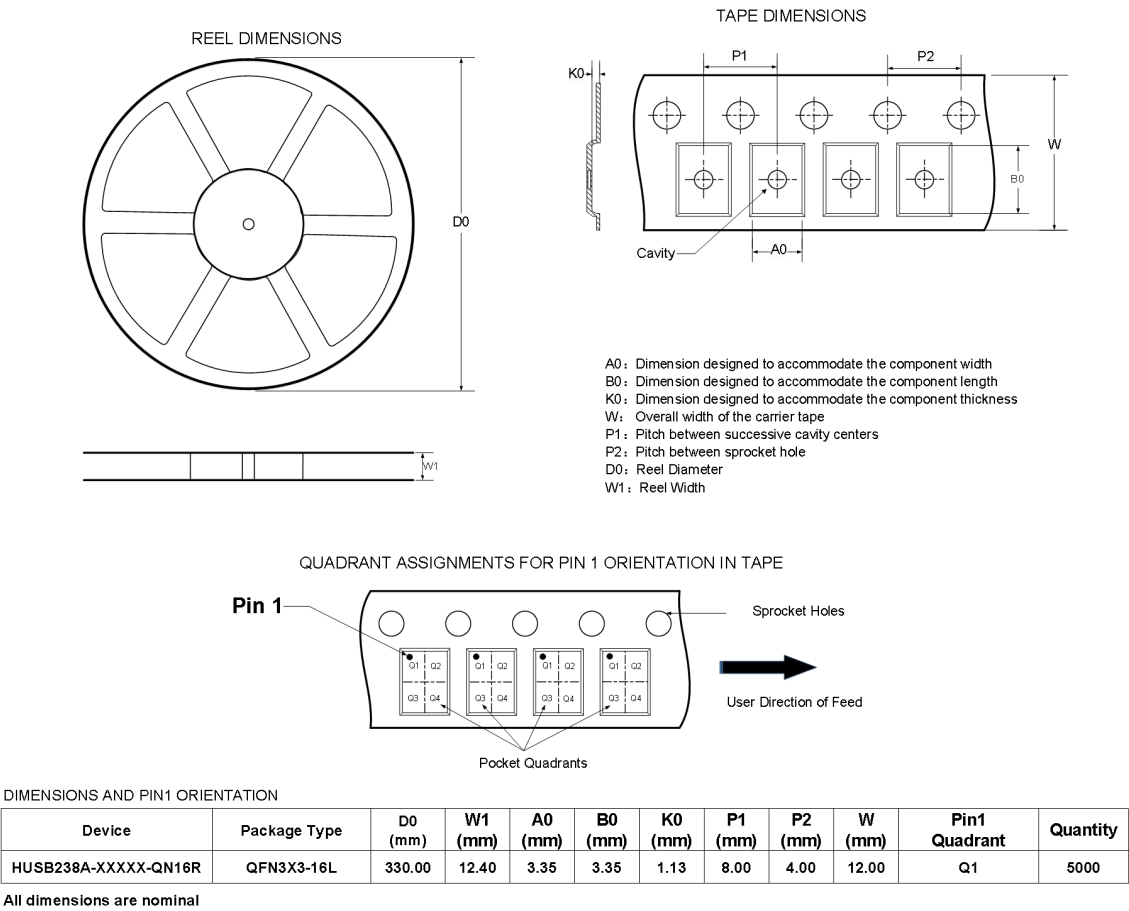 TAPE DIMENSIONS
REEL DIMENSIONS
P1
P2
K0
W
B0
D0
Cavity
A0
A0: Dimension designed to accommodate the component width
B0: Dimension designed to accommodate the component length
K0: Dimension designed to accommodate the component thickness
W: Overall width of the carrier tape
P1: Pitch between successive cavity centers
P2: Pitch between sprocket hole
D0: Reel Diameter
W1: Reel Width
W1
QUADRANT ASSIGNMENTS FOR PIN 1 ORIENTATION IN TAPE
Pin 1
Sprocket Holes
Q1 Q2 Q1 Q2 Q1 Q2 Q1 Q2
Q3 Q4 Q3 Q4 Q3 Q4 Q3 Q4
User Direction of Feed
Pocket Quadrants
DIMENSIONS AND PIN1 ORIENTATION
Device Package Type D0 (mm) W1 (mm) A0 (mm) B0 (mm) K0 (mm) P1 (mm) P2 (mm) W (mm) Pin1 Quadrant Quantity
HUSB238A-XXXXX-QN16R QFN3X3-16L 330.00 12.40 3.35 3.35 1.13 8.00 4.00 12.00 Q1 5000
All dimensions are nominal